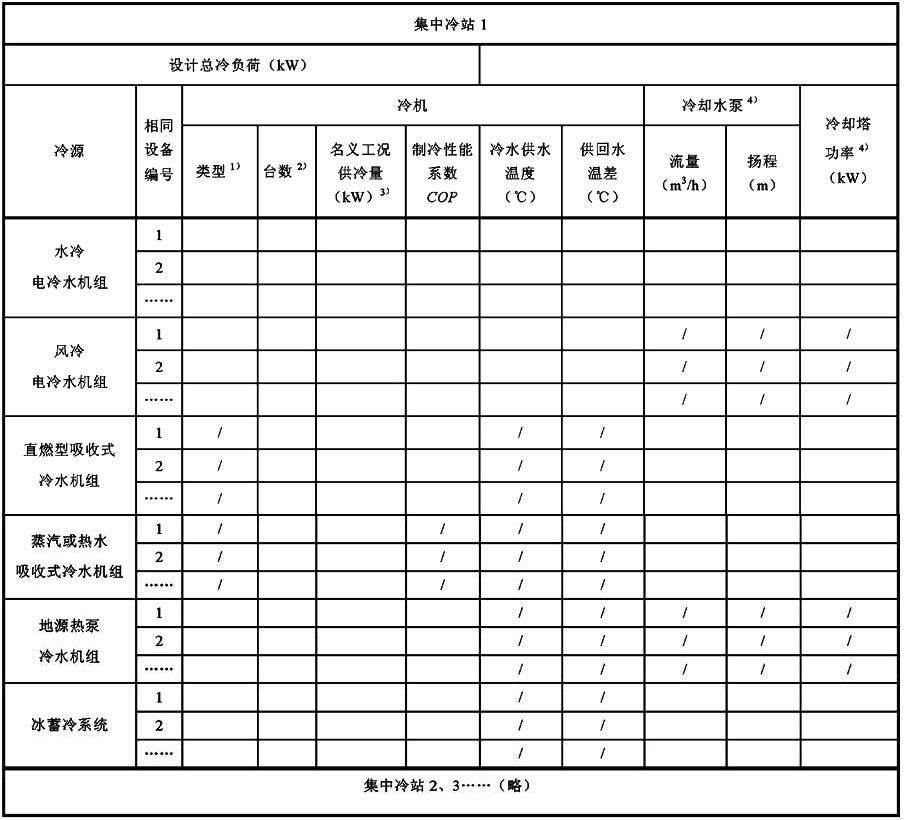 集中冷站 1
设计总冷负荷（kW）
冷源
相同
设备
编号
冷机
冷却水泵 4）
冷却塔
功率 4）
（kW）
类型 1）
台数 2）
名义工况
供冷量
（kW）3）
制冷性能
系数
COP
冷水供水
温度
（℃）
供回水
温差
（℃）
流量
（m³/h）
扬程
（m）
水冷
电冷水机组
1
2
……
风冷
电冷水机组
1 / / /
2 / / /
…… / / /
直燃型吸收式
冷水机组
1 / / /
2 / / /
…… / / /
蒸汽或热水
吸收式冷水机组
1 / / / /
2 / / / /
…… / / / /
地源热泵
冷水机组
1 / / / / /
2 / / / / /
…… / / / / /
冰蓄冷系统
1 / /
2 / /
…… / /
集中冷站 2、3……（略）